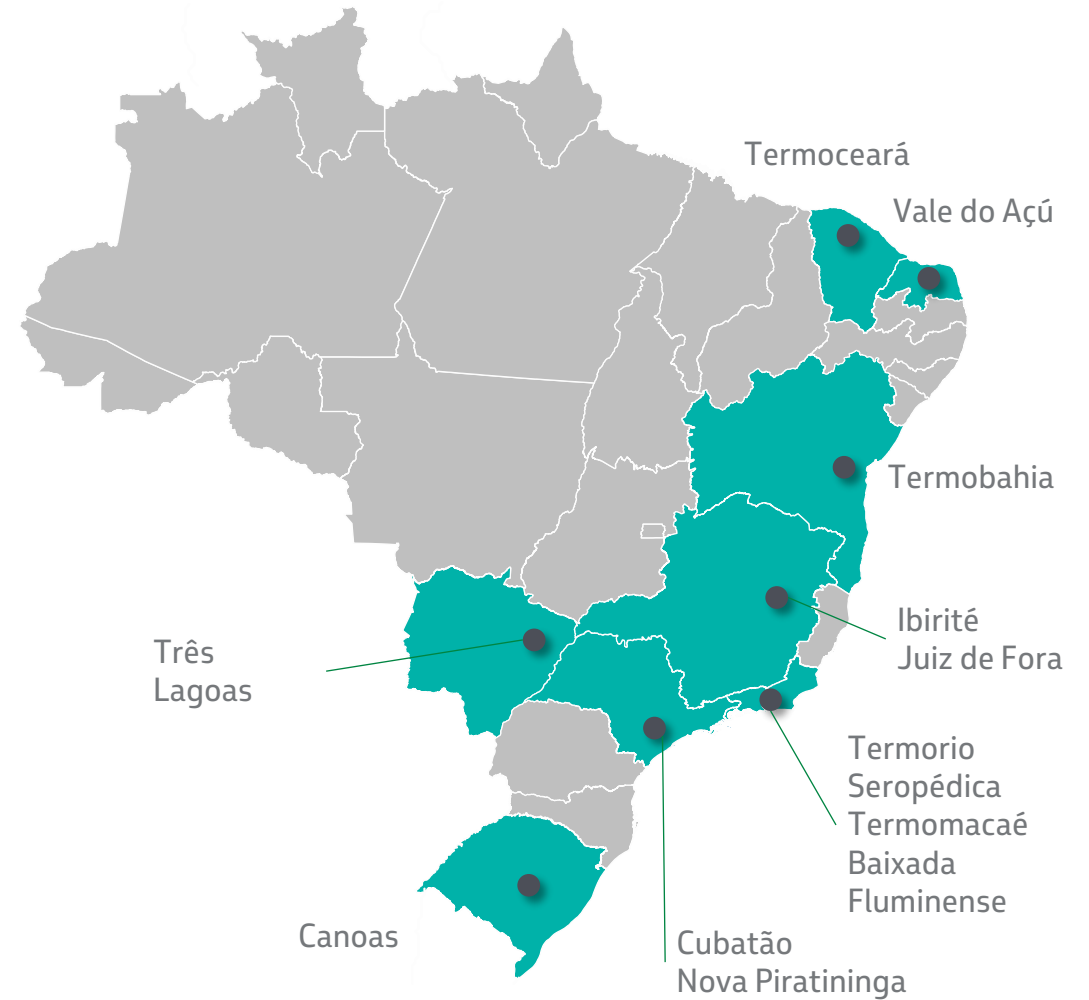 Termoceará
Vale do Açú
Termobahia
Ibirité
Juiz de Fora
Três
Lagoas
Termorio
Seropédica
Termomacaé
Baixada
Fluminense
Canoas
Cubatão
Nova Piratininga